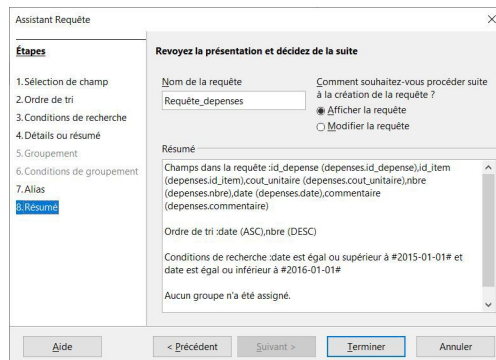 Assistant Requête
Étapes
1.Sélection de champ
2.Ordre de tri
3.Conditions de recherche
4.Détails ou résumé
5.Groupement
6.Conditions de groupement
7.Alias
8.Résumé
Revoyez la présentation et décidez de la suite
Nom de la requête
Requête_depenses
Comment souhaitez-vous procéder suite
à la création de la requête ?
Afficher la requête
Modifier la requête
Résumé
Champs dans la requête :id_depense (depenses.id_depense),id_item
(depenses.id_item),cout_unitaire (depenses.cout_unitaire),nbre
(depenses.nbre),date (depenses.date),commentaire
(depenses.commentaire)
Ordre de tri :date (ASC),nbre (DESC)
Conditions de recherche :date est égal ou supérieur à #2015-01-01# et
date est égal ou inférieur à #2016-01-01#
Aucun groupe n'a été assigné.
Aide
< Précédent
Suivant >
Terminer
Annuler